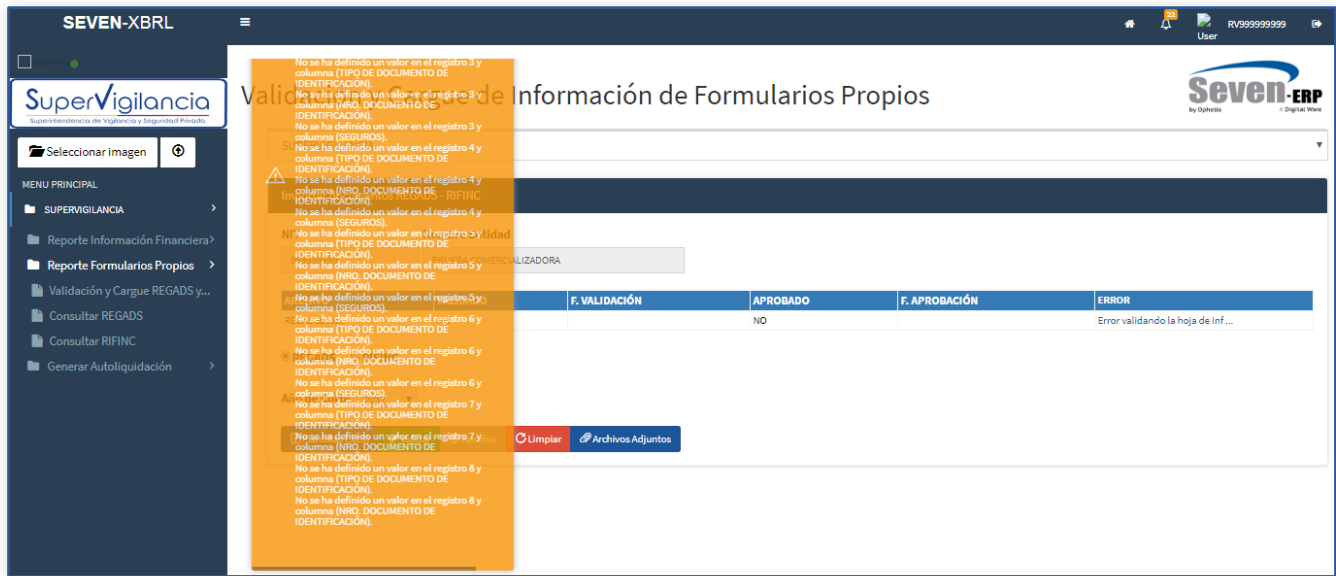 SEVEN-XBRL
22
User
RV999999999
SuperVigilancia
Superintendencia de Vigilancia y Seguridad Privada
Seleccionar imagen
MENU PRINCIPAL
SUPERVIGILANCIA
Reporte Información Financiera
Reporte Formularios Propios
Validación y Cargue REGADS y...
Consultar REGADS
Consultar RIFINC
Generar Autoliquidación
de Información de Formularios Propios
Seven-ERP
by Ophelia
Digital Ware
No se ha definido un valor en el registro 3 y
columna (TIPO DE DOCUMENTO DE
IDENTIFICACIÓN).
No se ha definido un valor en el registro 3 y
columna (NRO. DOCUMENTO DE
IDENTIFICACIÓN).
No se ha definido un valor en el registro 3 y
columna (SEGUROS).
No se ha definido un valor en el registro 4 y
columna (TIPO DE DOCUMENTO DE
IDENTIFICACIÓN).
No se ha definido un valor en el registro 4 y
columna (NRO. DOCUMENTO DE
IDENTIFICACIÓN).
No se ha definido un valor en el registro 4 y
columna (SEGUROS).
No se ha definido un valor en el registro 5 y
columna (TIPO DE DOCUMENTO DE
IDENTIFICACIÓN).
No se ha definido un valor en el registro 5 y
columna (NRO. DOCUMENTO DE
IDENTIFICACIÓN).
No se ha definido un valor en el registro 5 y
columna (SEGUROS).
No se ha definido un valor en el registro 6 y
columna (TIPO DE DOCUMENTO DE
IDENTIFICACIÓN).
No se ha definido un valor en el registro 6 y
columna (NRO. DOCUMENTO DE
IDENTIFICACIÓN).
No se ha definido un valor en el registro 6 y
columna (SEGUROS).
No se ha definido un valor en el registro 7 y
columna (TIPO DE DOCUMENTO DE
IDENTIFICACIÓN).
No se ha definido un valor en el registro 7 y
columna (NRO. DOCUMENTO DE
IDENTIFICACIÓN).
No se ha definido un valor en el registro 8 y
columna (TIPO DE DOCUMENTO DE
IDENTIFICACIÓN).
No se ha definido un valor en el registro 8 y
columna (NRO. DOCUMENTO DE
IDENTIFICACIÓN).
REGADS - RIFINC
PRUEBA COMERCIALIZADORA
F. VALIDACIÓN APROBADO F. APROBACIÓN ERROR
NO Error validando la hoja de Inf ...
Limpiar Archivos Adjuntos